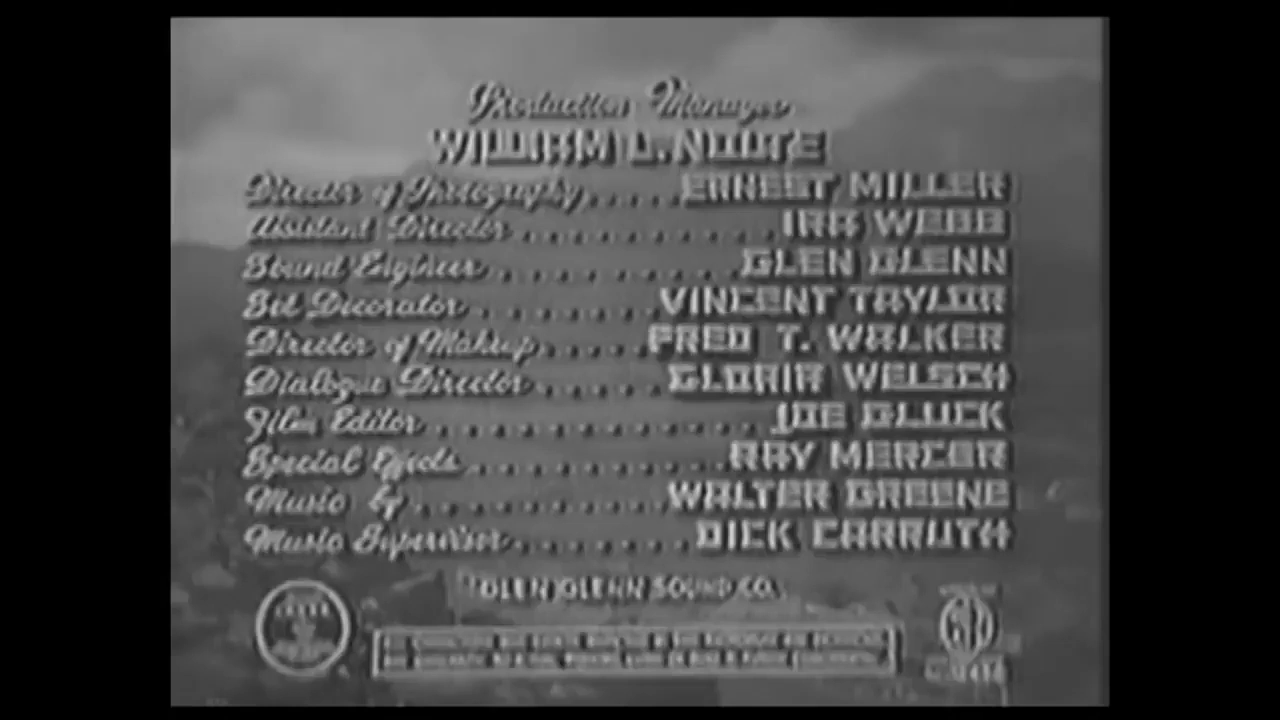 Production Manager
WILLIAM L. NOLTE
Director of Photography.....ERNEST MILLER
Assistant Director..........IRA WEBB
Sound Engineer..........GLEN GLENN
Set Decorator.........VINCENT TAYLOR
Director of Makeup.....FRED T. WALKER
Dialogue Director......GLORIA WELSCH
Film Editor..............JOE GLUCK
Special Effects...........RAY MERCER
Music by...........WALTER GREENE
Music Supervisor........DICK CARRUTH
GLEN GLENN SOUND CO.